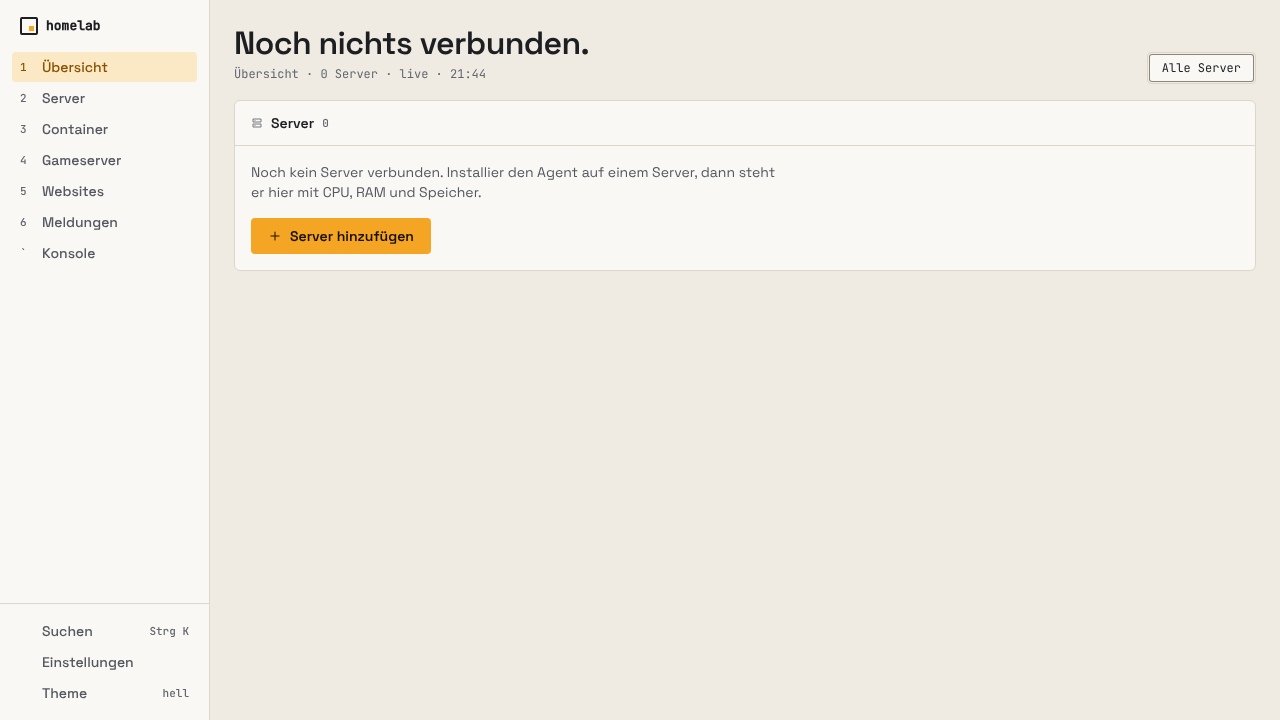 homelab
1 Übersicht
2 Server
3 Container
4 Gameserver
5 Websites
6 Meldungen
` Konsole
Suchen Strg K
Einstellungen
Theme hell
Noch nichts verbunden.
Übersicht · 0 Server · live · 21:44
Alle Server
Server 0
Noch kein Server verbunden. Installier den Agent auf einem Server, dann steht
er hier mit CPU, RAM und Speicher.
+ Server hinzufügen